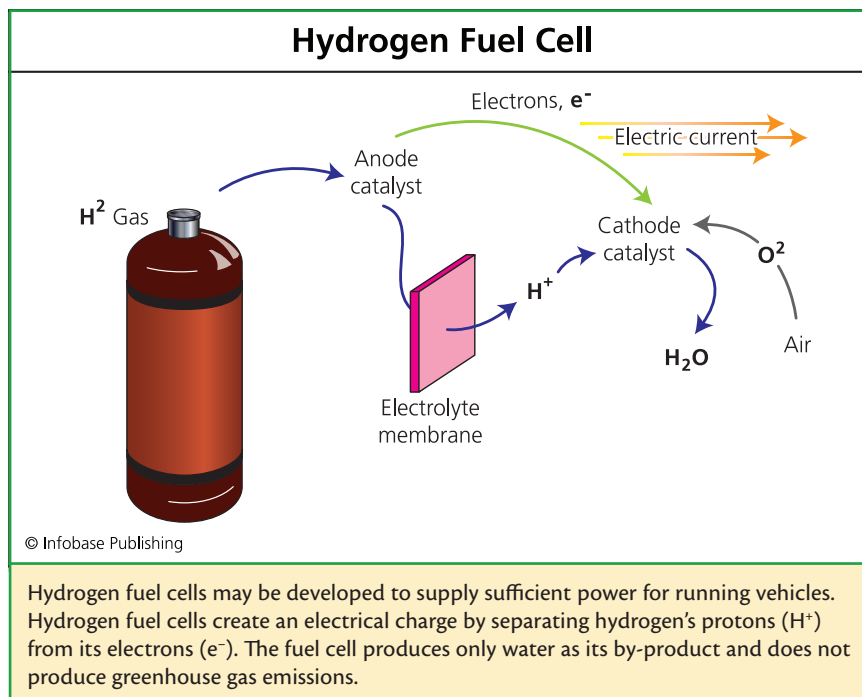 Hydrogen Fuel Cell
Electrons, e⁻
Electric current
Anode
catalyst
H² Gas
Cathode
catalyst
O²
H⁺
Air
H₂O
Electrolyte
membrane
© Infobase Publishing
Hydrogen fuel cells may be developed to supply sufficient power for running vehicles.
Hydrogen fuel cells create an electrical charge by separating hydrogen’s protons (H⁺)
from its electrons (e⁻). The fuel cell produces only water as its by-product and does not
produce greenhouse gas emissions.